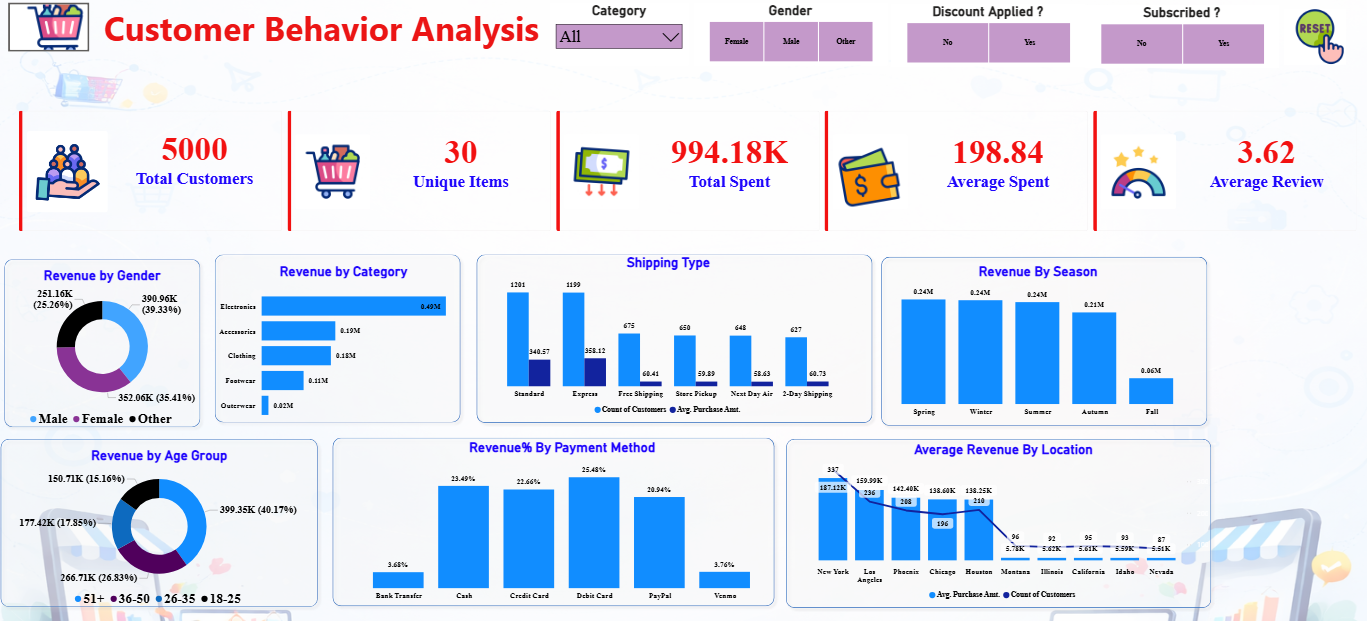 Customer Behavior Analysis
Category
All
Gender
Female Male Other
Discount Applied ?
No Yes
Subscribed ?
No Yes
RESET
5000
Total Customers
30
Unique Items
994.18K
Total Spent
198.84
Average Spent
3.62
Average Review
Revenue by Gender
251.16K
(25.26%)
390.96K
(39.33%)
352.06K (35.41%)
Male Female Other
Revenue by Category
Electronics 0.49M
Accessories 0.19M
Clothing 0.18M
Footwear 0.11M
Outerwear 0.02M
Shipping Type
1201 1199 675 650 648 627
340.57 358.12 60.41 59.89 58.63 60.73
Standard Express Free Shipping Store Pickup Next Day Air 2-Day Shipping
Count of Customers Avg. Purchase Amt.
Revenue By Season
0.24M 0.24M 0.24M 0.21M 0.06M
Spring Winter Summer Autumn Fall
Revenue by Age Group
150.71K (15.16%)
399.35K (40.17%)
177.42K (17.85%)
266.71K (26.83%)
51+ 36-50 26-35 18-25
Revenue% By Payment Method
3.68% 23.49% 22.66% 25.48% 20.94% 3.76%
Bank Transfer Cash Credit Card Debit Card PayPal Venmo
Average Revenue By Location
337 236 208 196 210 96 92 95 93 87
187.12K 159.99K 142.40K 138.60K 138.25K 5.78K 5.62K 5.61K 5.59K 5.51K
New York Los Angeles Phoenix Chicago Houston Montana Illinois California Idaho Nevada
Avg. Purchase Amt. Count of Customers